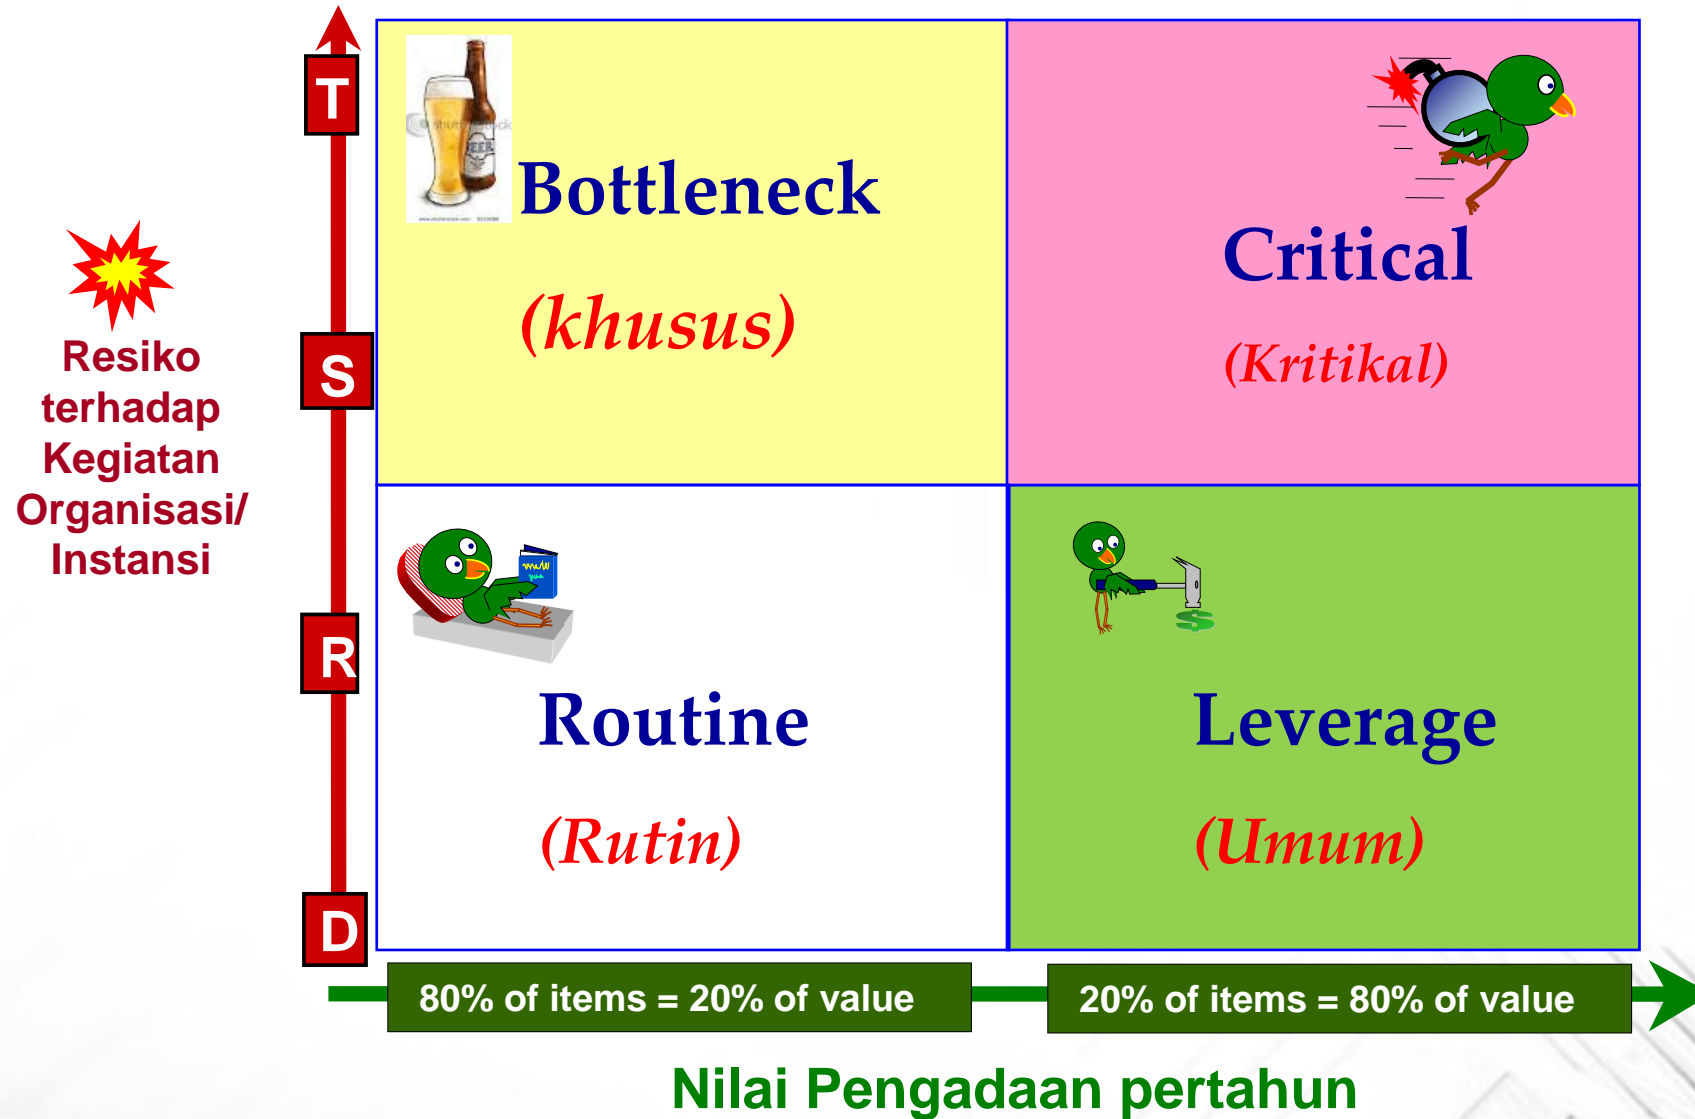 T
Bottleneck
(khusus)
Critical
(Kritikal)
Resiko
terhadap
Kegiatan
Organisasi/
Instansi
S
R
Routine
(Rutin)
Leverage
(Umum)
D
80% of items = 20% of value
20% of items = 80% of value
Nilai Pengadaan pertahun